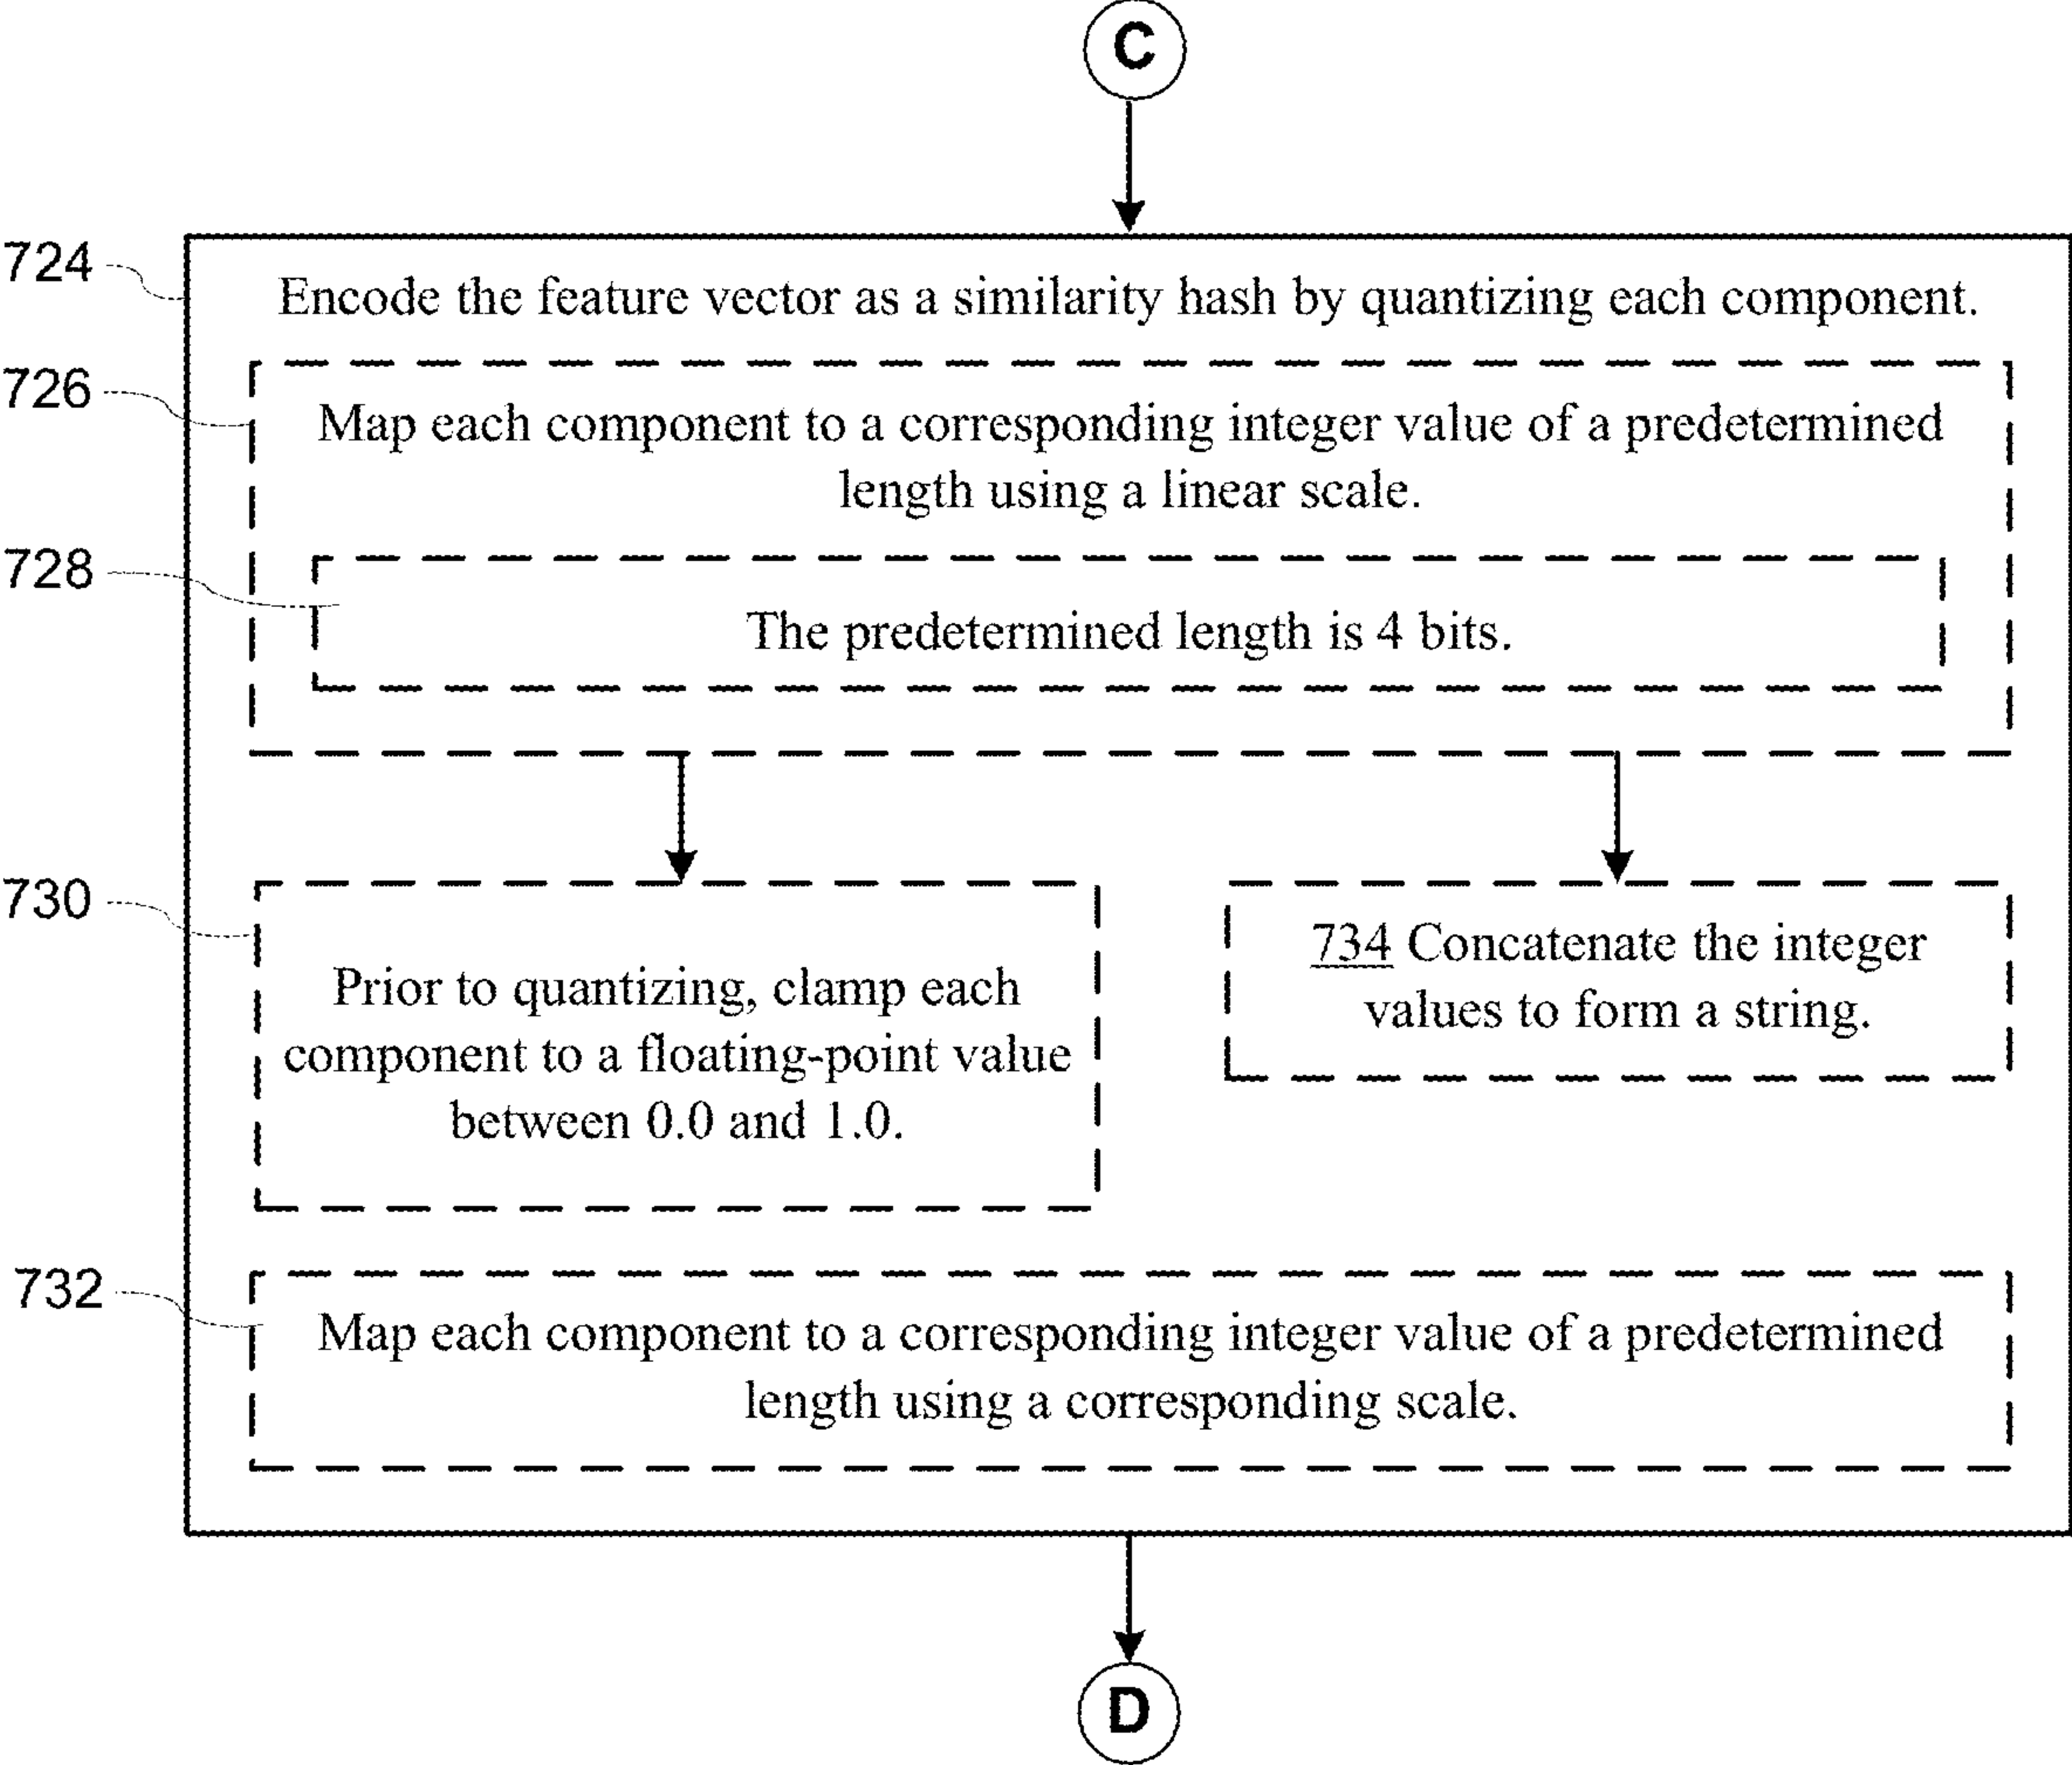 C
724
Encode the feature vector as a similarity hash by quantizing each component.
726
Map each component to a corresponding integer value of a predetermined
length using a linear scale.
728
The predetermined length is 4 bits.
730
Prior to quantizing, clamp each
component to a floating-point value
between 0.0 and 1.0.
734 Concatenate the integer
values to form a string.
732
Map each component to a corresponding integer value of a predetermined
length using a corresponding scale.
D